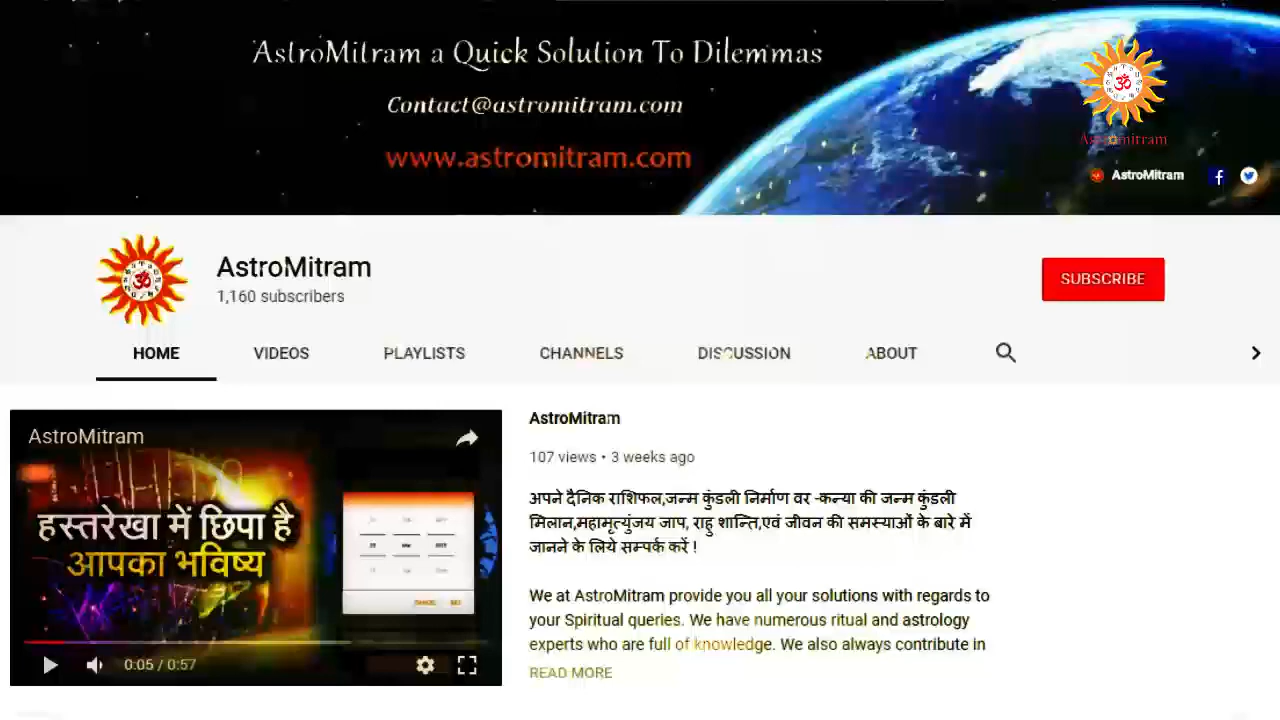 AstroMitram a Quick Solution To Dilemmas
Contact@astromitram.com
www.astromitram.com
Astromitram
AstroMitram
AstroMitram
1,160 subscribers
SUBSCRIBE
HOME VIDEOS PLAYLISTS CHANNELS DISCUSSION ABOUT
AstroMitram
हस्तरेखा में छिपा है
आपका भविष्य
0:05 / 0:57
AstroMitram
107 views • 3 weeks ago
अपने दैनिक राशिफल,जन्म कुंडली निर्माण वर -कन्या की जन्म कुंडली
मिलान,महामृत्युंजय जाप, राहु शान्ति,एवं जीवन की समस्याओं के बारे में
जानने के लिये सम्पर्क करें !
We at AstroMitram provide you all your solutions with regards to
your Spiritual queries. We have numerous ritual and astrology
experts who are full of knowledge. We also always contribute in
READ MORE